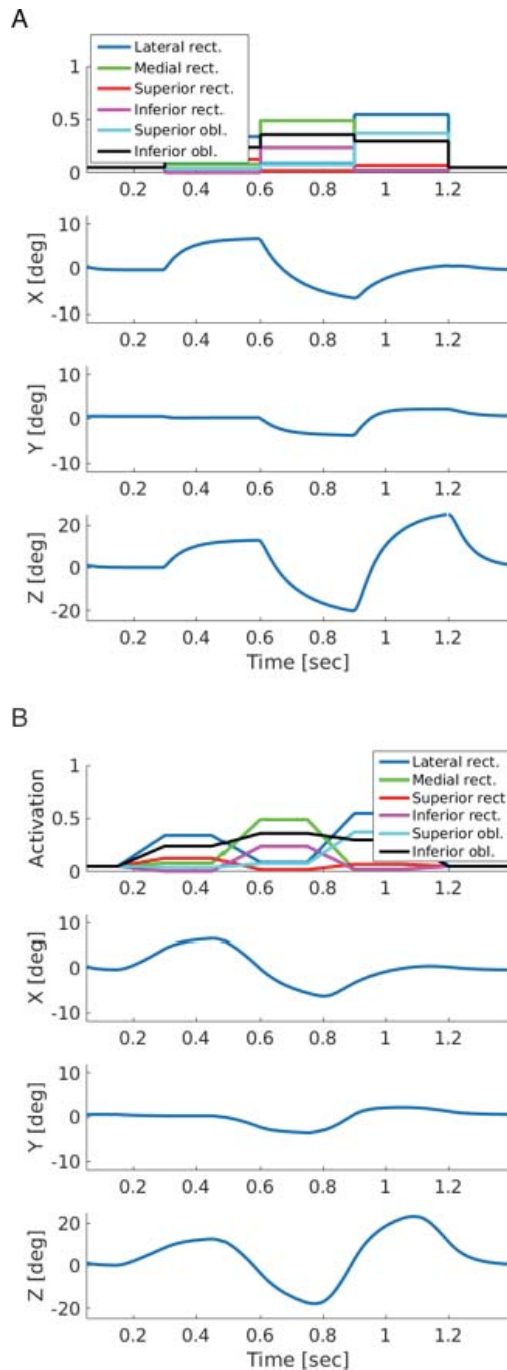 A
Lateral rect.
Medial rect.
Superior rect.
Inferior rect.
Superior obl.
Inferior obl.
1
0.5
0
0.2 0.4 0.6 0.8 1 1.2
X [deg]
10
0
-10
0.2 0.4 0.6 0.8 1 1.2
Y [deg]
10
0
-10
0.2 0.4 0.6 0.8 1 1.2
Z [deg]
20
0
-20
0.2 0.4 0.6 0.8 1 1.2
Time [sec]
B
Activation
1
0.5
0
Lateral rect.
Medial rect.
Superior rect
Inferior rect.
Superior obl.
Inferior obl.
0.2 0.4 0.6 0.8 1 1.2
X [deg]
10
0
-10
0.2 0.4 0.6 0.8 1 1.2
Y [deg]
10
0
-10
0.2 0.4 0.6 0.8 1 1.2
Z [deg]
20
0
-20
0.2 0.4 0.6 0.8 1 1.2
Time [sec]